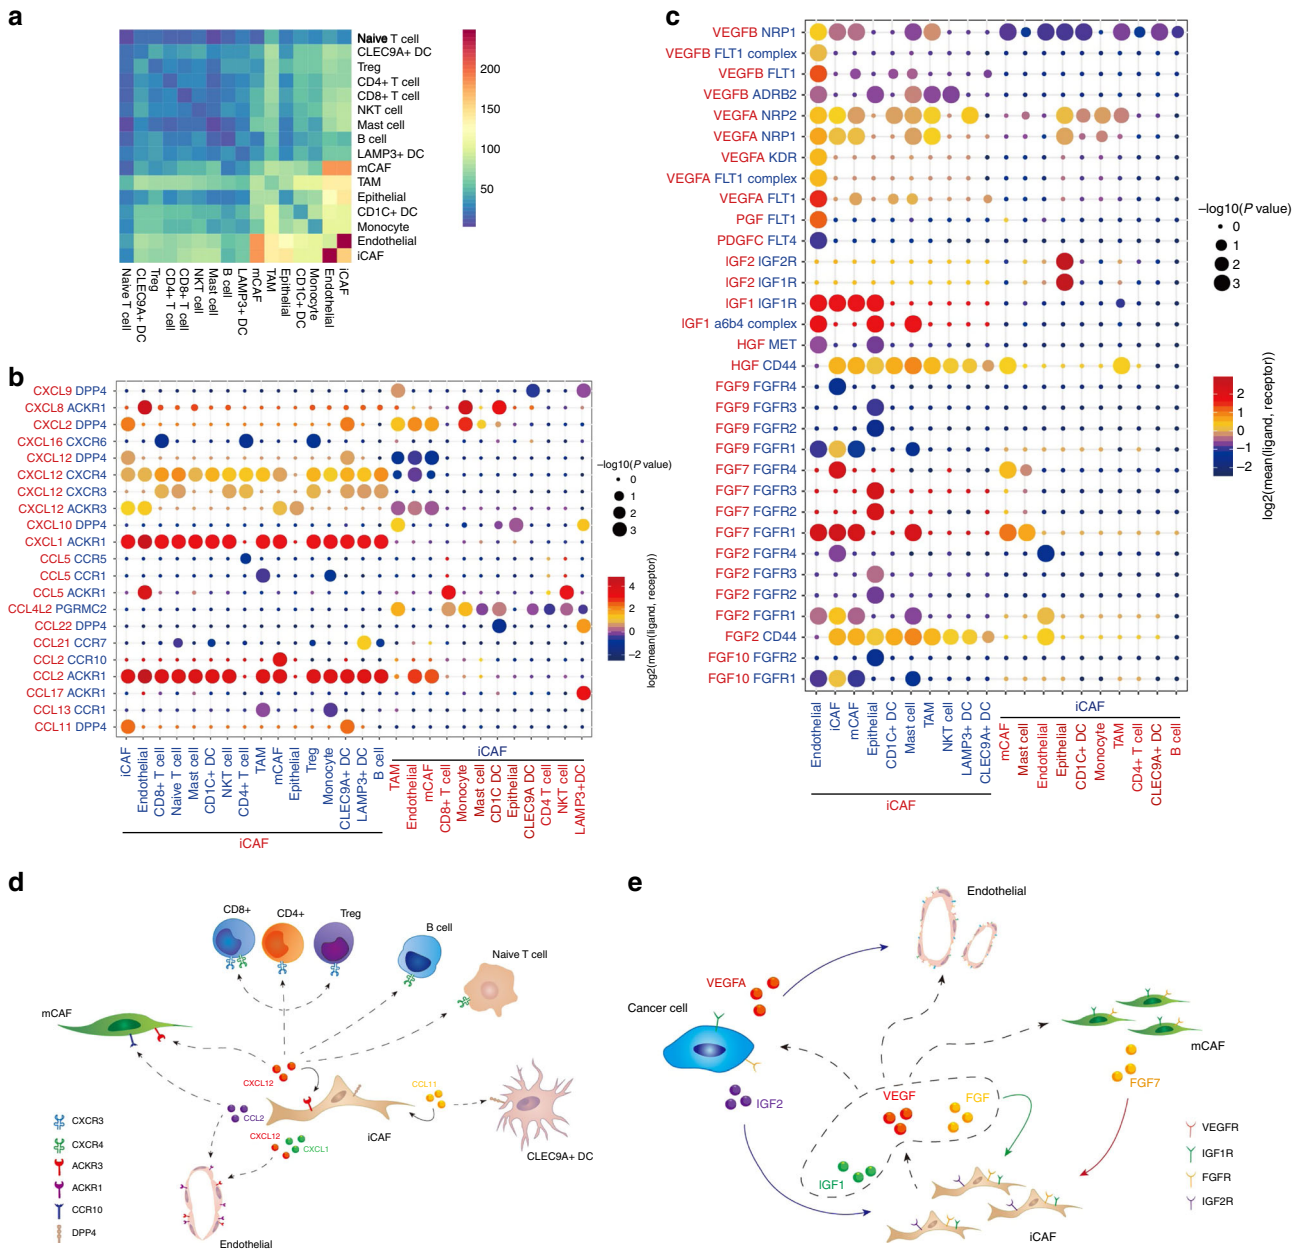 a
Naive T cell
CLEC9A+ DC
Treg
CD4+ T cell
CD8+ T cell
NKT cell
Mast cell
B cell
LAMP3+ DC
mCAF
TAM
Epithelial
CD1C+ DC
Monocyte
Endothelial
iCAF
200
150
100
50
Naive T cell
CLEC9A+ DC
Treg
CD4+ T cell
CD8+ T cell
NKT cell
Mast cell
B cell
LAMP3+ DC
mCAF
TAM
Epithelial
CD1C+ DC
Monocyte
Endothelial
iCAF
b
CXCL9 DPP4
CXCL8 ACKR1
CXCL2 DPP4
CXCL16 CXCR6
CXCL12 DPP4
CXCL12 CXCR4
CXCL12 CXCR3
CXCL12 ACKR3
CXCL10 DPP4
CXCL1 ACKR1
CCL5 CCR5
CCL5 CCR1
CCL5 ACKR1
CCL4L2 PGRMC2
CCL22 DPP4
CCL21 CCR7
CCL2 CCR10
CCL2 ACKR1
CCL17 ACKR1
CCL13 CCR1
CCL11 DPP4
iCAF
Endothelial
CD8+ T cell
Naive T cell
Mast cell
CD1C+ DC
NKT cell
CD4+ T cell
TAM
mCAF
Epithelial
Treg
Monocyte
CLEC9A+ DC
LAMP3+ DC
B cell
iCAF
iCAF
TAM
Endothelial
mCAF
CD8+ T cell
Monocyte
Mast cell
CD1C DC
Epithelial
CLEC9A DC
CD4 T cell
NKT cell
LAMP3+DC
−log10(P value)
0
1
2
3
4
2
0
−2
log2(mean(ligand, receptor))
c
VEGFB NRP1
VEGFB FLT1 complex
VEGFB FLT1
VEGFB ADRB2
VEGFA NRP2
VEGFA NRP1
VEGFA KDR
VEGFA FLT1 complex
VEGFA FLT1
PGF FLT1
PDGFC FLT4
IGF2 IGF2R
IGF2 IGF1R
IGF1 IGF1R
IGF1 a6b4 complex
HGF MET
HGF CD44
FGF9 FGFR4
FGF9 FGFR3
FGF9 FGFR2
FGF9 FGFR1
FGF7 FGFR4
FGF7 FGFR3
FGF7 FGFR2
FGF7 FGFR1
FGF2 FGFR4
FGF2 FGFR3
FGF2 FGFR2
FGF2 FGFR1
FGF2 CD44
FGF10 FGFR2
FGF10 FGFR1
Endothelial
iCAF
mCAF
Epithelial
CD1C+ DC
Mast cell
TAM
NKT cell
LAMP3+ DC
CLEC9A+ DC
iCAF
iCAF
mCAF
Mast cell
Endothelial
Epithelial
CD1C+ DC
Monocyte
TAM
CD4+ T cell
CLEC9A+ DC
B cell
−log10(P value)
0
1
2
3
2
1
0
−1
−2
log2(mean(ligand, receptor))
d
CD8+
CD4+
Treg
B cell
Naive T cell
mCAF
CXCL12
CCL11
CCL2
iCAF
CXCL12
CXCL1
CLEC9A+ DC
CXCR3
CXCR4
ACKR3
ACKR1
CCR10
DPP4
Endothelial
e
Endothelial
VEGFA
Cancer cell
mCAF
FGF7
IGF2
VEGF
FGF
IGF1
iCAF
VEGFR
IGF1R
FGFR
IGF2R